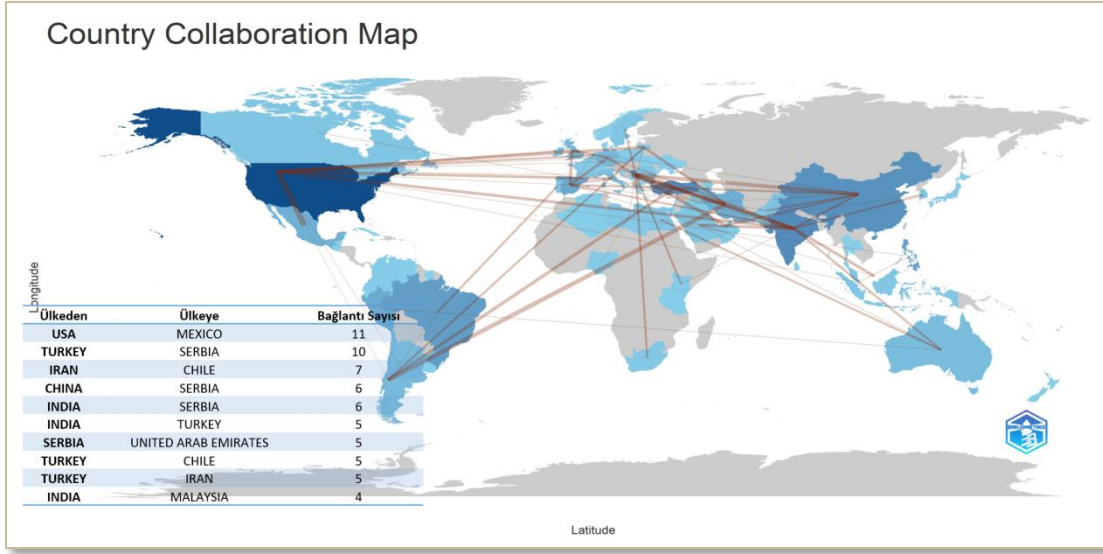 Country Collaboration Map
Longitude
Ülkeden Ülkeye Bağlantı Sayısı
USA MEXICO 11
TURKEY SERBIA 10
IRAN CHILE 7
CHINA SERBIA 6
INDIA SERBIA 6
INDIA TURKEY 5
SERBIA UNITED ARAB EMIRATES 5
TURKEY CHILE 5
TURKEY IRAN 5
INDIA MALAYSIA 4
BIBLIOMETRIX
Latitude